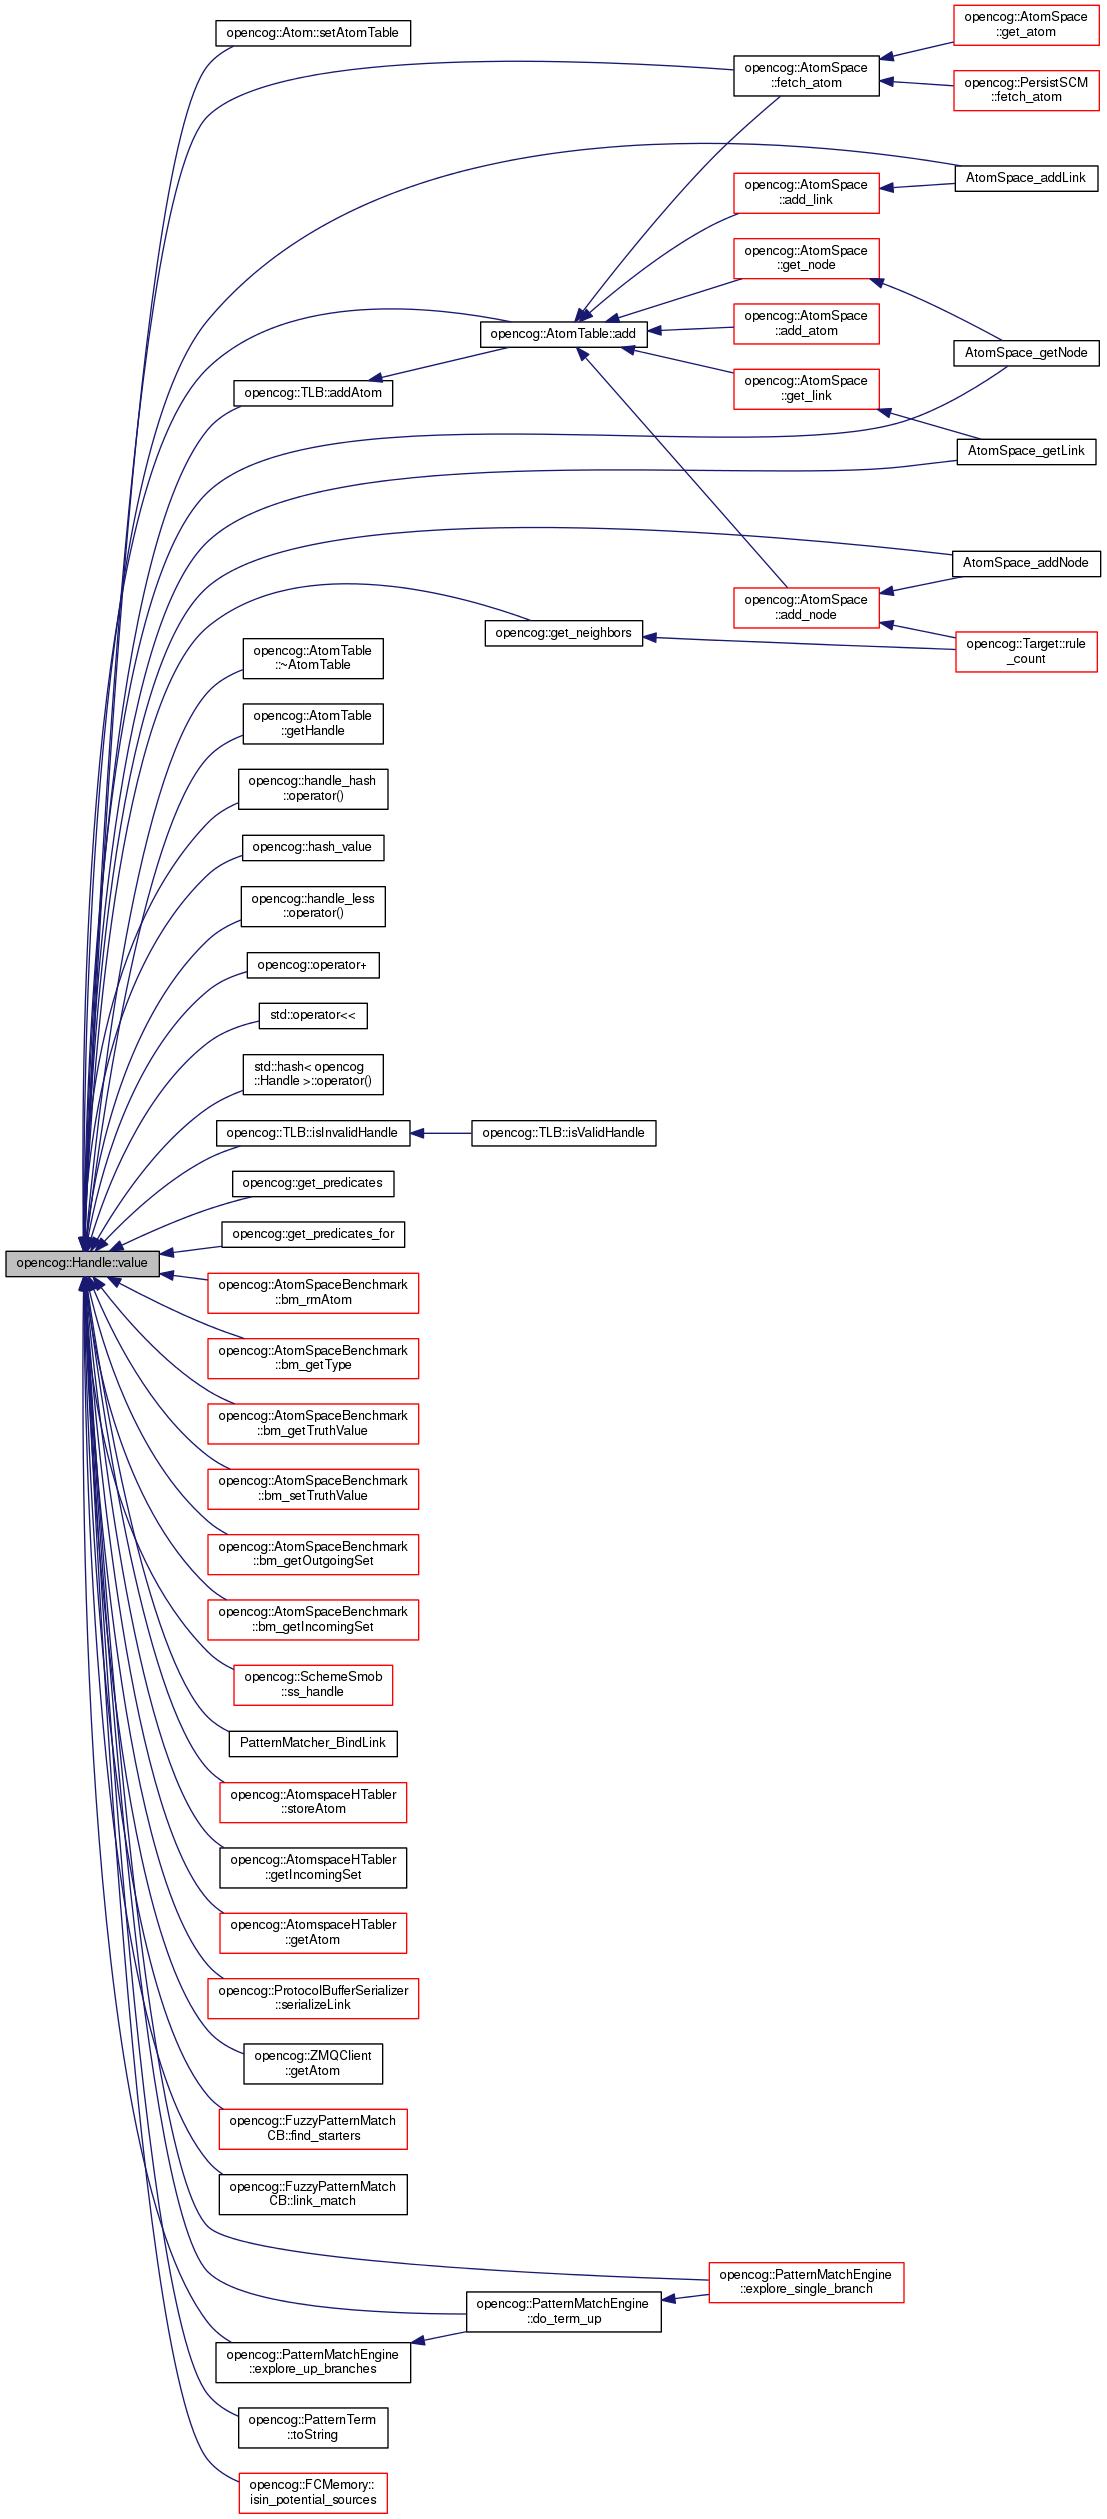 opencog::Atom::setAtomTable
opencog::AtomSpace
::get_atom
opencog::AtomSpace
::fetch_atom
opencog::PersistSCM
::fetch_atom
AtomSpace_addLink
opencog::AtomSpace
::add_link
opencog::AtomSpace
::get_node
opencog::AtomTable::add
opencog::AtomSpace
::add_atom
AtomSpace_getNode
opencog::TLB::addAtom
opencog::AtomSpace
::get_link
AtomSpace_getLink
AtomSpace_addNode
opencog::AtomSpace
::add_node
opencog::get_neighbors
opencog::Target::rule
_count
opencog::AtomTable
::~AtomTable
opencog::AtomTable
::getHandle
opencog::handle_hash
::operator()
opencog::hash_value
opencog::handle_less
::operator()
opencog::operator+
std::operator<<
std::hash< opencog
::Handle >::operator()
opencog::TLB::isInvalidHandle
opencog::TLB::isValidHandle
opencog::get_predicates
opencog::get_predicates_for
opencog::Handle::value
opencog::AtomSpaceBenchmark
::bm_rmAtom
opencog::AtomSpaceBenchmark
::bm_getType
opencog::AtomSpaceBenchmark
::bm_getTruthValue
opencog::AtomSpaceBenchmark
::bm_setTruthValue
opencog::AtomSpaceBenchmark
::bm_getOutgoingSet
opencog::AtomSpaceBenchmark
::bm_getIncomingSet
opencog::SchemeSmob
::ss_handle
PatternMatcher_BindLink
opencog::AtomspaceHTabler
::storeAtom
opencog::AtomspaceHTabler
::getIncomingSet
opencog::AtomspaceHTabler
::getAtom
opencog::ProtocolBufferSerializer
::serializeLink
opencog::ZMQClient
::getAtom
opencog::FuzzyPatternMatch
CB::find_starters
opencog::FuzzyPatternMatch
CB::link_match
opencog::PatternMatchEngine
::explore_single_branch
opencog::PatternMatchEngine
::do_term_up
opencog::PatternMatchEngine
::explore_up_branches
opencog::PatternTerm
::toString
opencog::FCMemory::
isin_potential_sources